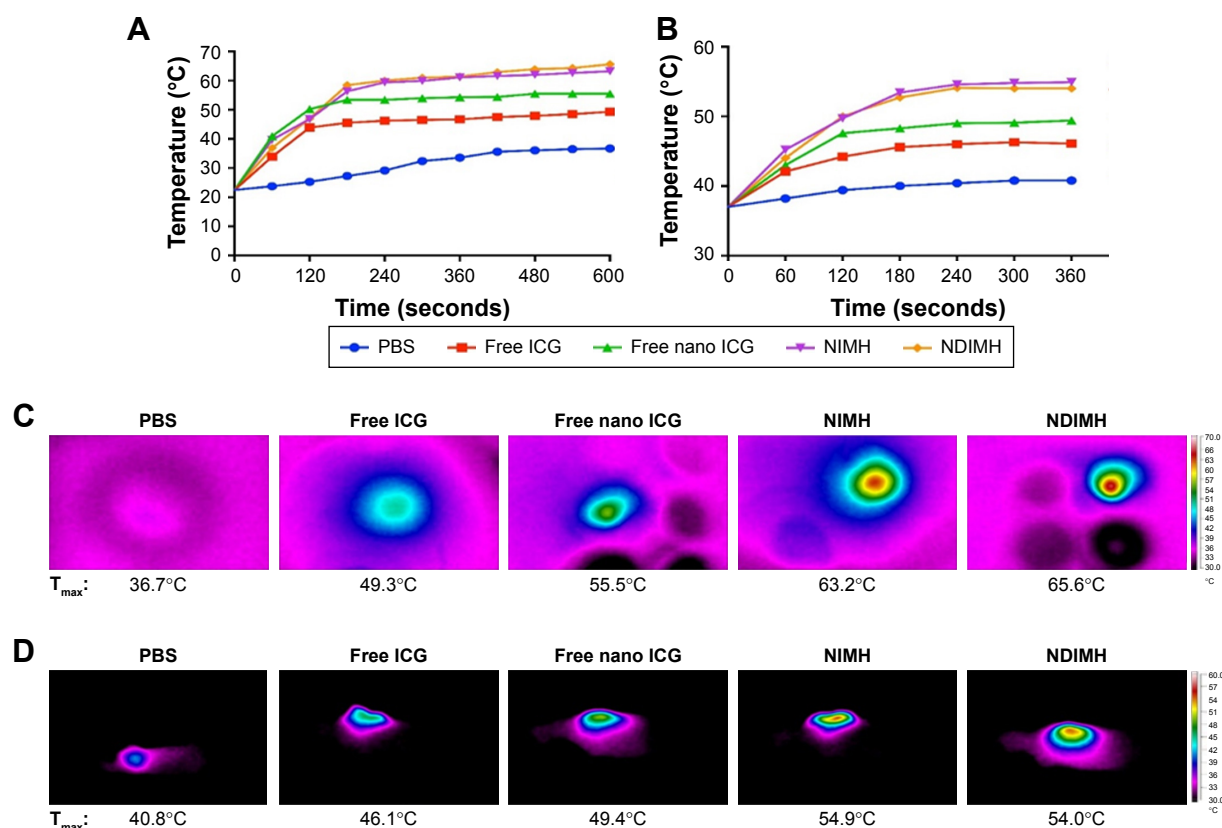 A
B
Temperature (°C)
70
60
50
40
30
20
10
0
0 120 240 360 480 600
Time (seconds)
Temperature (°C)
60
50
40
30
0 60 120 180 240 300 360
Time (seconds)
PBS Free ICG Free nano ICG NIMH NDIMH
C
PBS Free ICG Free nano ICG NIMH NDIMH
70.0
66
63
60
57
54
51
48
45
42
39
36
33
30.0
°C
Tmax: 36.7°C 49.3°C 55.5°C 63.2°C 65.6°C
D
PBS Free ICG Free nano ICG NIMH NDIMH
60.0
57
54
51
48
45
42
39
36
33
30.0
°C
Tmax: 40.8°C 46.1°C 49.4°C 54.9°C 54.0°C